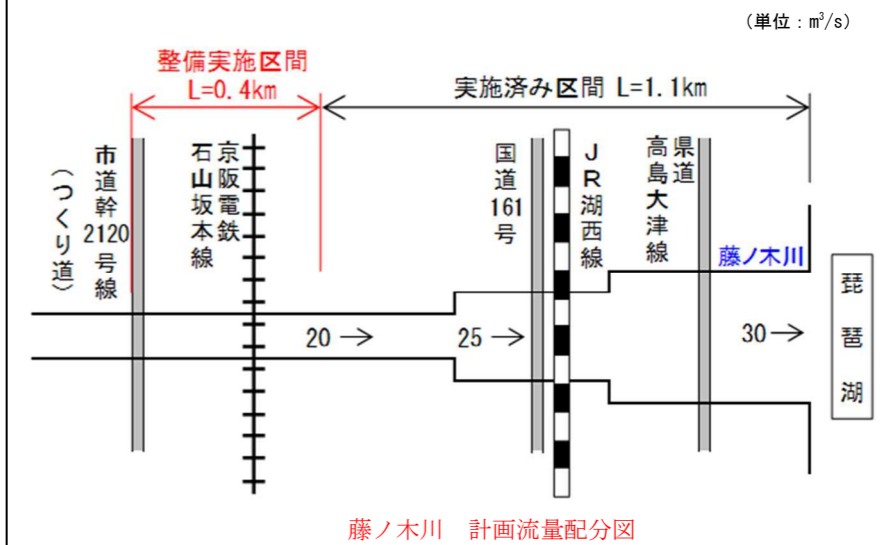 （単位：m³/s）
整備実施区間
L=0.4km
実施済み区間 L=1.1km
（つくり道）
市道幹2120号線
石山坂本線
京阪電鉄
国道161号
JR湖西線
高島大津線
県道
藤ノ木川
20→
25→
30→
琵琶湖
藤ノ木川 計画流量配分図